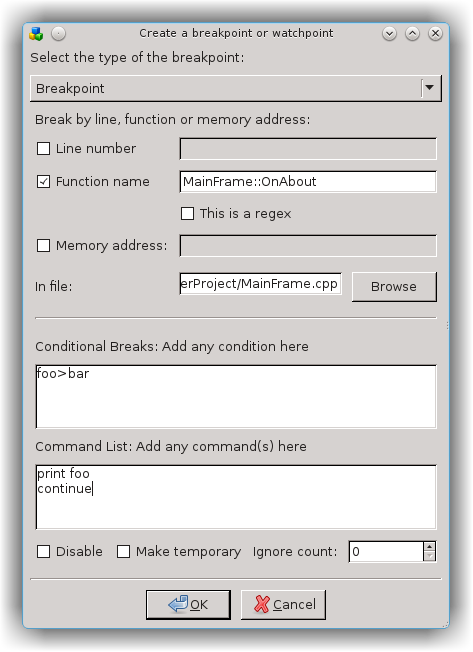 Create a breakpoint or watchpoint
Select the type of the breakpoint:
Breakpoint
Break by line, function or memory address:
Line number
Function name MainFrame::OnAbout
This is a regex
Memory address:
In file: erProject/MainFrame.cpp Browse
Conditional Breaks: Add any condition here
foo>bar
Command List: Add any command(s) here
print foo
continue
Disable Make temporary Ignore count: 0
OK Cancel